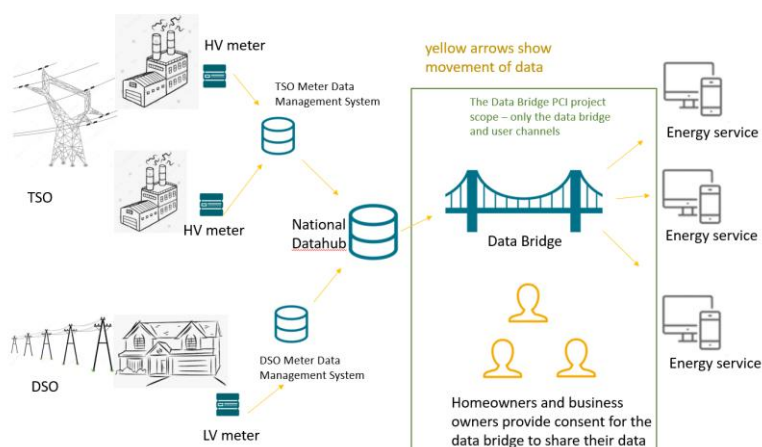 HV meter
TSO Meter Data
Management System
TSO
HV meter
National
Datahub
DSO
DSO Meter Data
Management System
LV meter
yellow arrows show
movement of data
The Data Bridge PCI project
scope – only the data bridge
and user channels
Data Bridge
Homeowners and business
owners provide consent for the
data bridge to share their data
Energy service
Energy service
Energy service